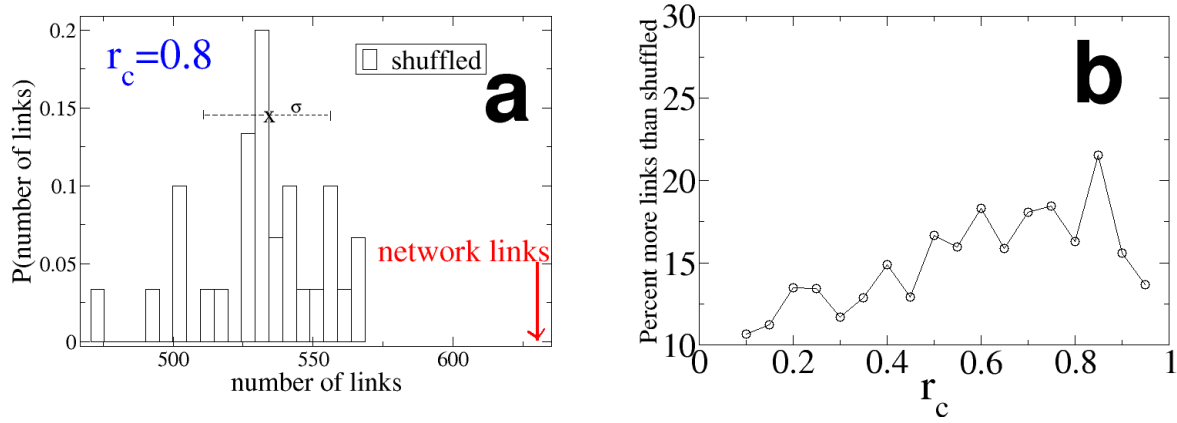 0.2
0.15
0.1
0.05
0
P(number of links)
r_c=0.8
shuffled
a
x
σ
network links
500
550
600
number of links
30
25
20
15
10
Percent more links than shuffled
b
0
0.2
0.4
0.6
0.8
1
r_c